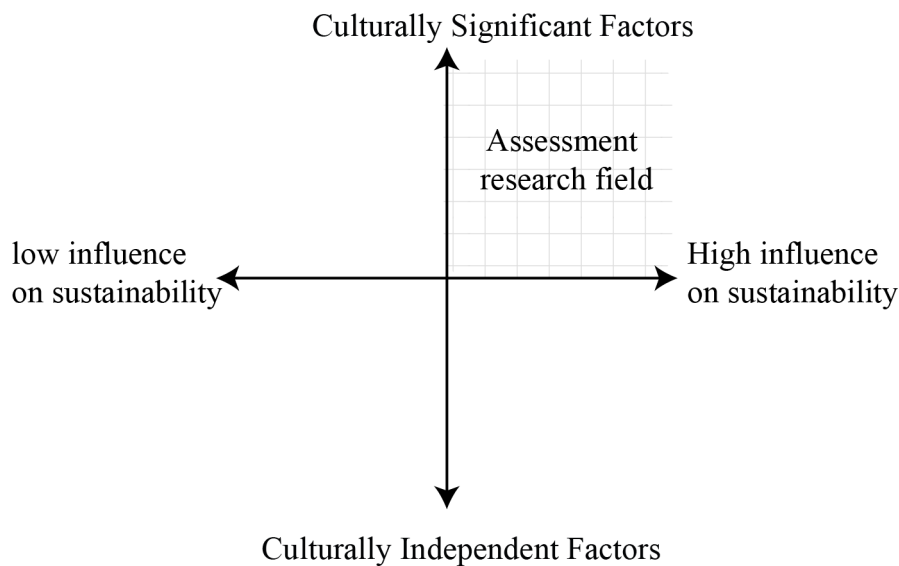 Culturally Significant Factors
Assessment
research field
low influence
on sustainability
High influence
on sustainability
Culturally Independent Factors